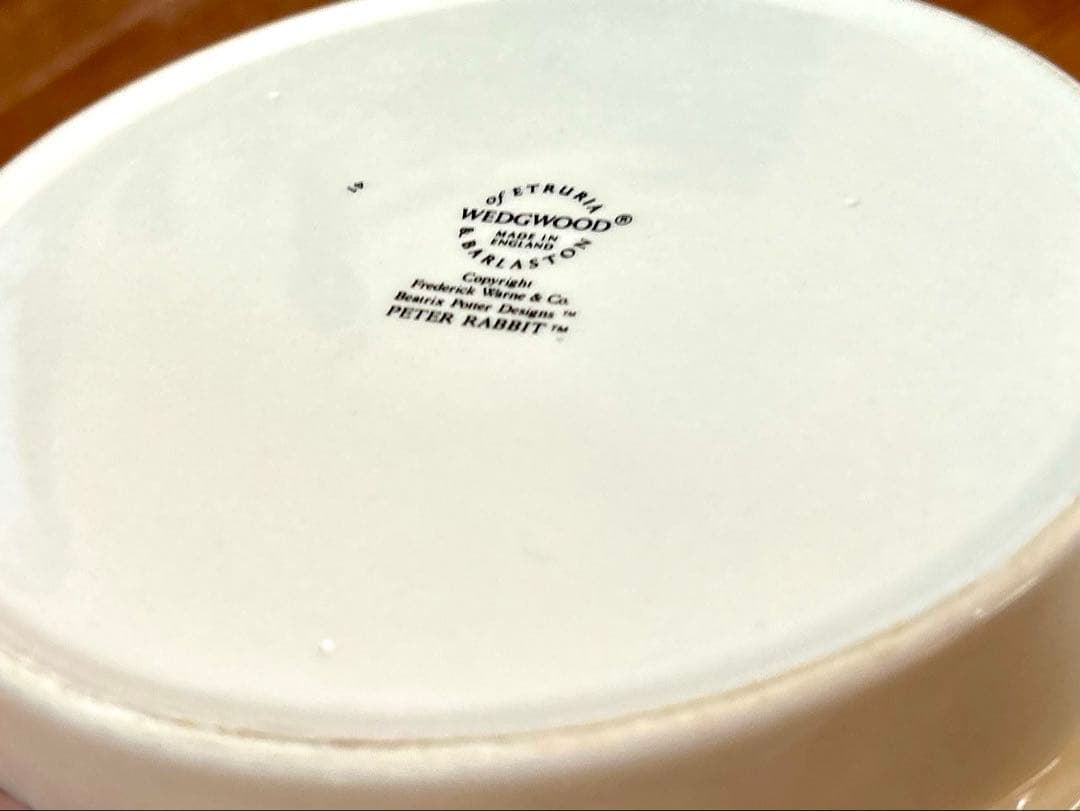 of ETRURIA
WEDGWOOD®
MADE IN
ENGLAND
& BARLASTON
Copyright
Frederick Warne & Co.
Beatrix Potter Designs ™
PETER RABBIT ™